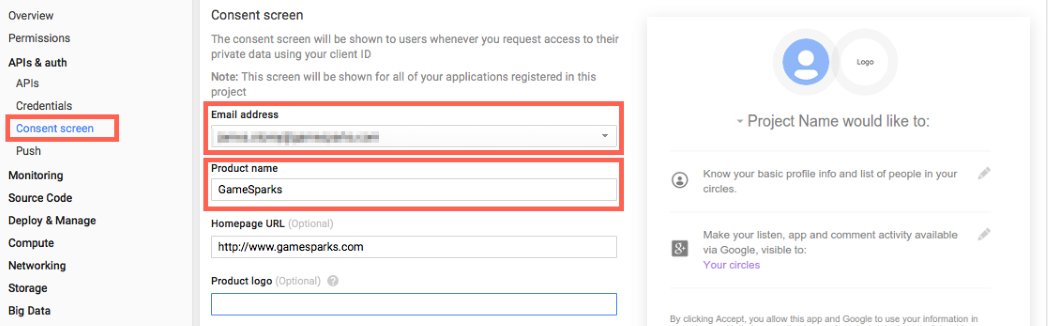 Overview
Permissions
APIs & auth
APIs
Credentials
Consent screen
Push
Monitoring
Source Code
Deploy & Manage
Compute
Networking
Storage
Big Data
Consent screen
The consent screen will be shown to users whenever you request access to their
private data using your client ID
Note: This screen will be shown for all of your applications registered in this
project
Email address
Product name
GameSparks
Homepage URL (Optional)
http://www.gamesparks.com
Product logo (Optional) ?
Logo
Project Name would like to:
Know your basic profile info and list of people in your
circles.
g+ Make your listen, app and comment activity available
via Google, visible to:
Your circles
By clicking Accept, you allow this app and Google to use your information in